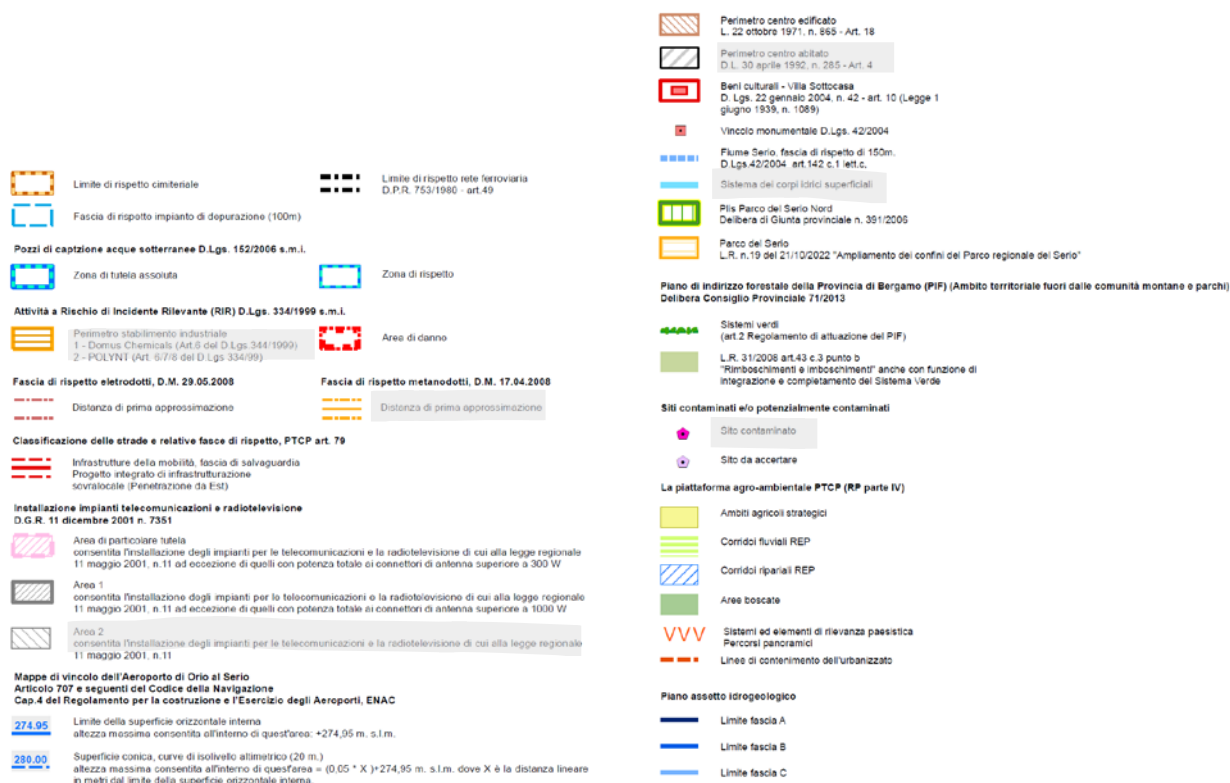 Limite di rispetto cimiteriale
Limite di rispetto rete ferroviaria
D.P.R. 753/1980 - art.49
Fascia di rispetto impianto di depurazione (100m)
Pozzi di captzione acque sotterranee D.Lgs. 152/2006 s.m.i.
Zona di tutela assoluta
Zona di rispetto
Attività a Rischio di Incidente Rilevante (RIR) D.Lgs. 334/1999 s.m.i.
Perimetro stabilimento industriale
1 - Domus Chemicals (Art.6 del D.Lgs.344/1999)
2 - POLYNT (Art. 6/7/8 del D.Lgs 334/99)
Area di danno
Fascia di rispetto eletrodotti, D.M. 29.05.2008
Fascia di rispetto metanodotti, D.M. 17.04.2008
Distanza di prima approssimazione
Distanza di prima approssimazione
Classificazione delle strade e relative fasce di rispetto, PTCP art. 79
Infrastrutture della mobilità, fascia di salvaguardia
Progetto integrato di infrastrutturazione
sovralocale (Penetrazione da Est)
Installazione impianti telecomunicazioni e radiotelevisione
D.G.R. 11 dicembre 2001 n. 7351
Area di particolare tutela
consentita l'installazione degli impianti per le telecomunicazioni e la radiotelevisione di cui alla legge regionale
11 maggio 2001, n.11 ad eccezione di quelli con potenza totale ai connettori di antenna superiore a 300 W
Area 1
consentita l'installazione degli impianti per le telecomunicazioni o la radiotelevisione di cui alla legge regionale
11 maggio 2001, n.11 ad eccezione di quelli con potenza totale ai connettori di antenna superiore a 1000 W
Area 2
consentita l'installazione degli impianti per le telecomunicazioni e la radiotelevisione di cui alla legge regionale
11 maggio 2001, n.11
Mappe di vincolo dell'Aeroporto di Orio al Serio
Articolo 707 e seguenti del Codice della Navigazione
Cap.4 del Regolamento per la costruzione e l'Esercizio degli Aeroporti, ENAC
274.95
Limite della superficie orizzontale interna
altezza massima consentita all'interno di quest'area: +274,95 m. s.l.m.
280.00
Superficie conica, curve di isolivello altimetrico (20 m.)
altezza massima consentita all'interno di quest'area = (0,05 * X )+274,95 m. s.l.m. dove X è la distanza lineare
in metri dal limite della superficie orizzontale interna.
Perimetro centro edificato
L. 22 ottobre 1971, n. 865 - Art. 18
Perimetro centro abitato
D.L. 30 aprile 1992, n. 285 - Art. 4
Beni culturali - Villa Sottocasa
D. Lgs. 22 gennaio 2004, n. 42 - art. 10 (Legge 1
giugno 1939, n. 1089)
Vincolo monumentale D.Lgs. 42/2004
Fiume Serio, fascia di rispetto di 150m.
D.Lgs.42/2004 art.142 c.1 lett.c.
Sistema dei corpi idrici superficiali
Plis Parco del Serio Nord
Delibera di Giunta provinciale n. 391/2006
Parco del Serio
L.R. n.19 del 21/10/2022 "Ampliamento dei confini del Parco regionale del Serio"
Piano di indirizzo forestale della Provincia di Bergamo (PIF) (Ambito territoriale fuori dalle comunità montane e parchi)
Delibera Consiglio Provinciale 71/2013
Sistemi verdi
(art.2 Regolamento di attuazione del PIF)
L.R. 31/2008 art.43 c.3 punto b
"Rimboschimenti e imboschimenti" anche con funzione di
integrazione e completamento del Sistema Verde
Siti contaminati e/o potenzialmente contaminati
Sito contaminato
Sito da accertare
La piattaforma agro-ambientale PTCP (RP parte IV)
Ambiti agricoli strategici
Corridoi fluviali REP
Corridoi ripariali REP
Aree boscate
Sistemi ed elementi di rilevanza paesistica
Percorsi panoramici
Linee di contenimento dell'urbanizzato
Piano assetto idrogeologico
Limite fascia A
Limite fascia B
Limite fascia C